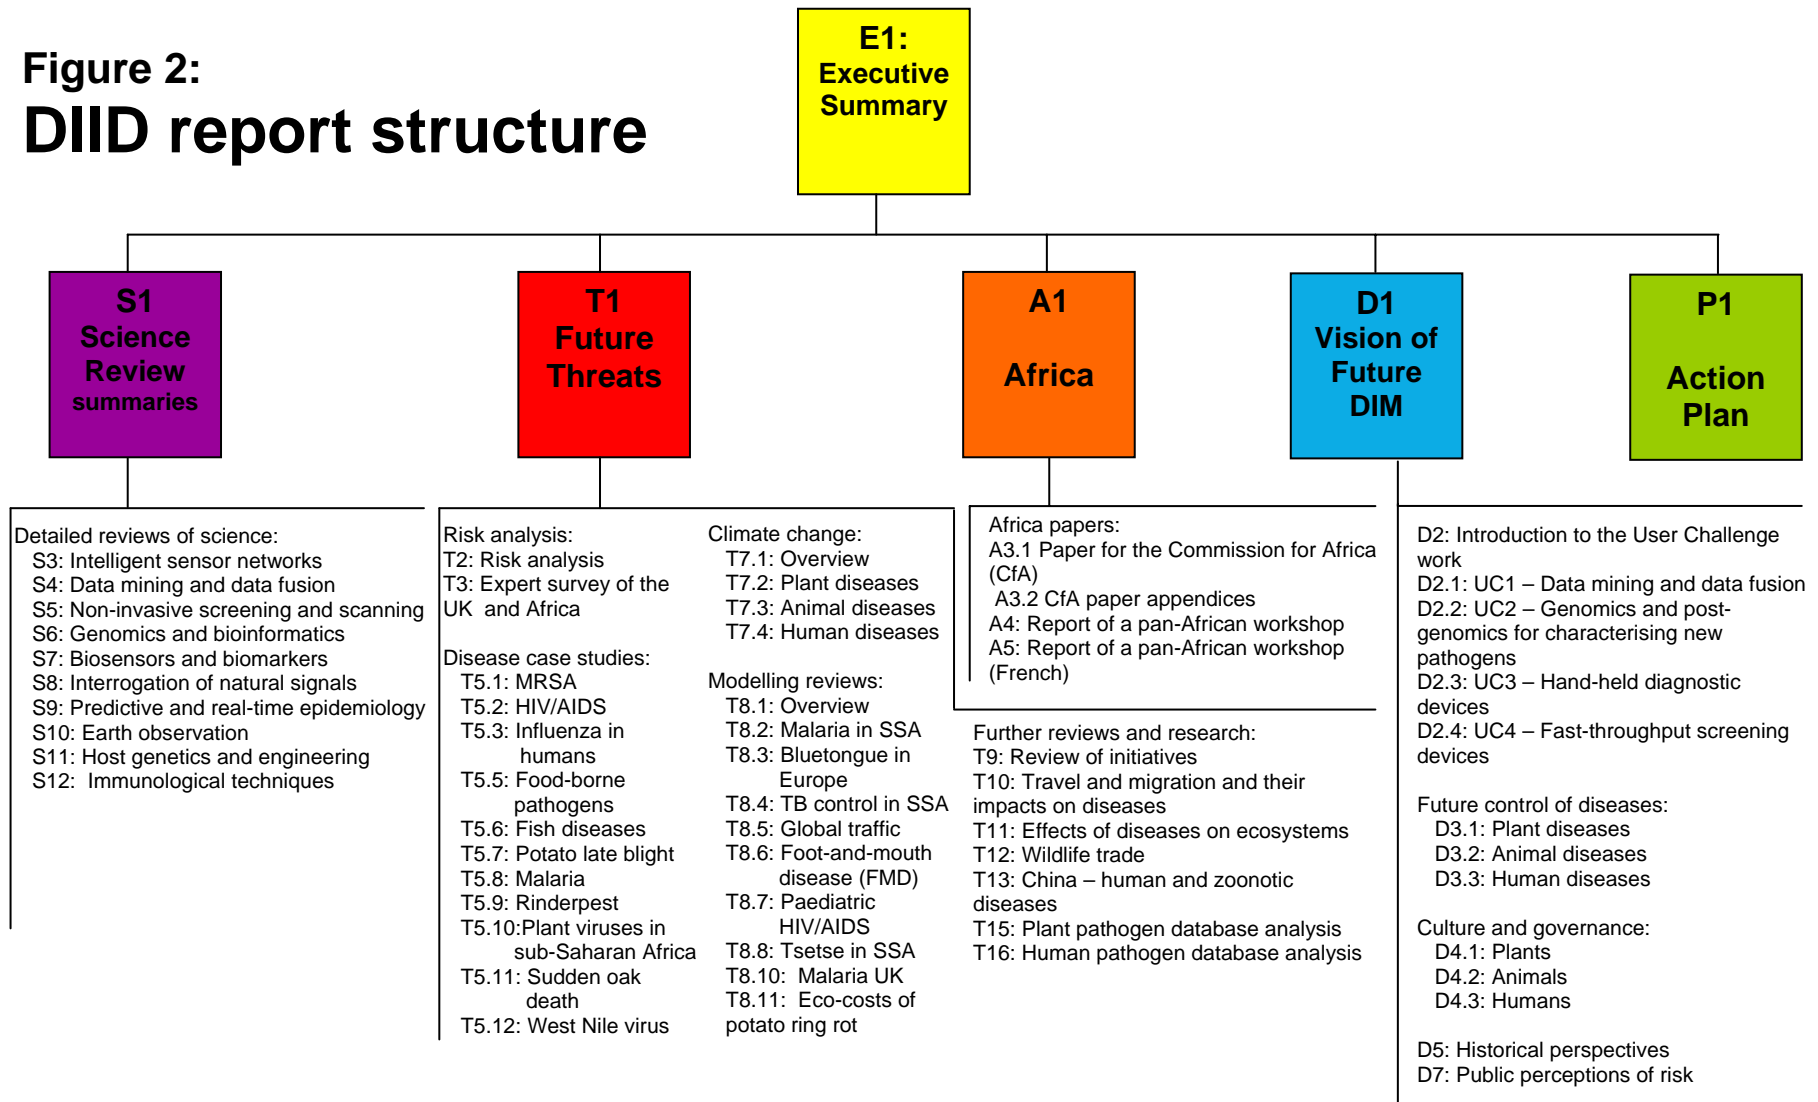 Figure 2:
DIID report structure
E1:
Executive
Summary
S1
Science
Review
summaries
T1
Future
Threats
A1
Africa
D1
Vision of
Future
DIM
P1
Action
Plan
Detailed reviews of science:
S3: Intelligent sensor networks
S4: Data mining and data fusion
S5: Non-invasive screening and scanning
S6: Genomics and bioinformatics
S7: Biosensors and biomarkers
S8: Interrogation of natural signals
S9: Predictive and real-time epidemiology
S10: Earth observation
S11: Host genetics and engineering
S12: Immunological techniques
Risk analysis:
T2: Risk analysis
T3: Expert survey of the
UK and Africa
Disease case studies:
T5.1: MRSA
T5.2: HIV/AIDS
T5.3: Influenza in
humans
T5.5: Food-borne
pathogens
T5.6: Fish diseases
T5.7: Potato late blight
T5.8: Malaria
T5.9: Rinderpest
T5.10:Plant viruses in
sub-Saharan Africa
T5.11: Sudden oak
death
T5.12: West Nile virus
Climate change:
T7.1: Overview
T7.2: Plant diseases
T7.3: Animal diseases
T7.4: Human diseases
Modelling reviews:
T8.1: Overview
T8.2: Malaria in SSA
T8.3: Bluetongue in
Europe
T8.4: TB control in SSA
T8.5: Global traffic
T8.6: Foot-and-mouth
disease (FMD)
T8.7: Paediatric
HIV/AIDS
T8.8: Tsetse in SSA
T8.10: Malaria UK
T8.11: Eco-costs of
potato ring rot
Africa papers:
A3.1 Paper for the Commission for Africa
(CfA)
A3.2 CfA paper appendices
A4: Report of a pan-African workshop
A5: Report of a pan-African workshop
(French)
Further reviews and research:
T9: Review of initiatives
T10: Travel and migration and their
impacts on diseases
T11: Effects of diseases on ecosystems
T12: Wildlife trade
T13: China – human and zoonotic
diseases
T15: Plant pathogen database analysis
T16: Human pathogen database analysis
D2: Introduction to the User Challenge
work
D2.1: UC1 – Data mining and data fusion
D2.2: UC2 – Genomics and post-
genomics for characterising new
pathogens
D2.3: UC3 – Hand-held diagnostic
devices
D2.4: UC4 – Fast-throughput screening
devices
Future control of diseases:
D3.1: Plant diseases
D3.2: Animal diseases
D3.3: Human diseases
Culture and governance:
D4.1: Plants
D4.2: Animals
D4.3: Humans
D5: Historical perspectives
D7: Public perceptions of risk